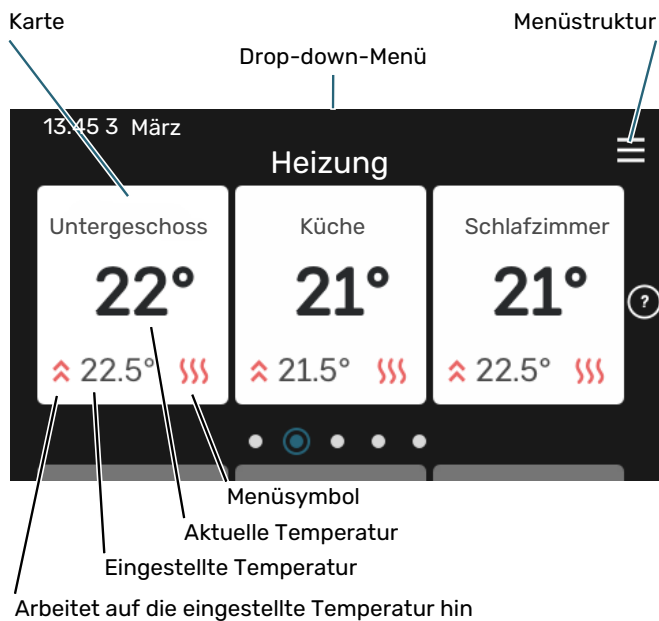 Karte
Menüstruktur
Drop-down-Menü
13.45 3 März
Heizung
Untergeschoss
Küche
Schlafzimmer
22°
21°
21°
?
22.5°
21.5°
22.5°
Menüsymbol
Aktuelle Temperatur
Eingestellte Temperatur
Arbeitet auf die eingestellte Temperatur hin